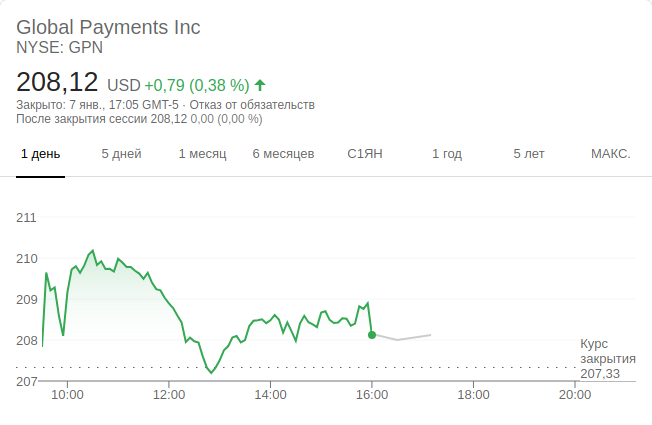 Global Payments Inc
NYSE: GPN
208,12 USD +0,79 (0,38 %)
Закрыто: 7 янв., 17:05 GMT-5 · Отказ от обязательств
После закрытия сессии 208,12 0,00 (0,00 %)
1 день 5 дней 1 месяц 6 месяцев С1ЯН 1 год 5 лет МАКС.
211
210
209
208
Курс
закрытия
207,33
207
10:00 12:00 14:00 16:00 18:00 20:00